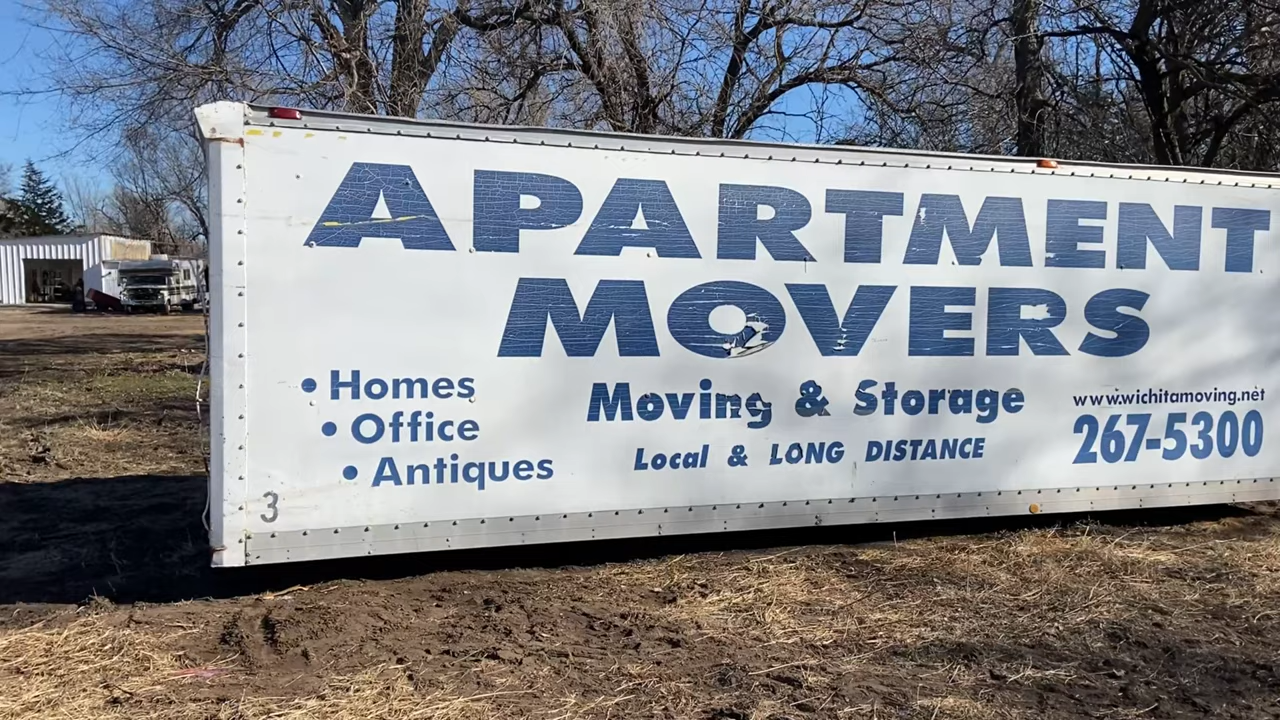 APARTMENT
MOVERS
• Homes
• Office
• Antiques
Moving & Storage
Local & LONG DISTANCE
www.wichitamoving.net
267-5300
3